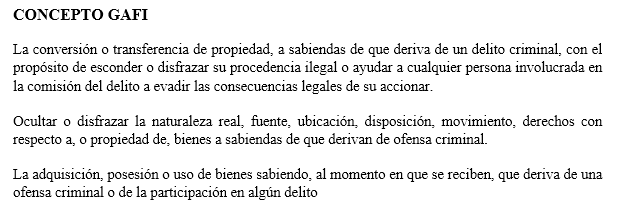 CONCEPTO GAFI
La conversión o transferencia de propiedad, a sabiendas de que deriva de un delito criminal, con el
propósito de esconder o disfrazar su procedencia ilegal o ayudar a cualquier persona involucrada en
la comisión del delito a evadir las consecuencias legales de su accionar.
Ocultar o disfrazar la naturaleza real, fuente, ubicación, disposición, movimiento, derechos con
respecto a, o propiedad de, bienes a sabiendas de que derivan de ofensa criminal.
La adquisición, posesión o uso de bienes sabiendo, al momento en que se reciben, que deriva de una
ofensa criminal o de la participación en algún delito